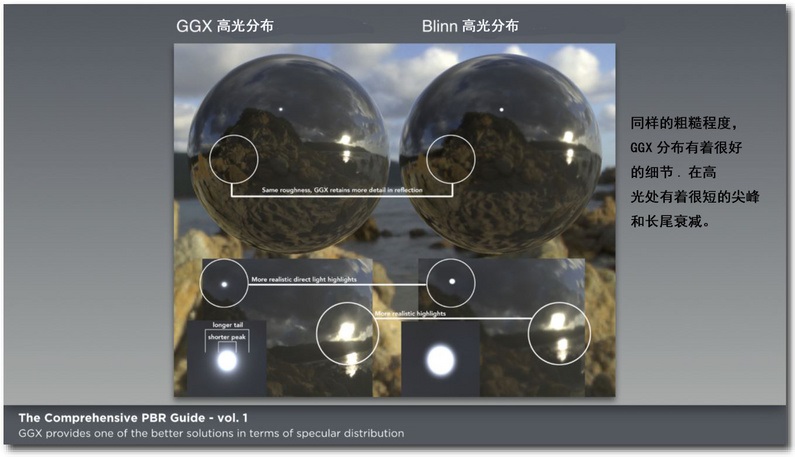 GGX 高光分布
Blinn 高光分布
Same roughness, GGX retains more detail in reflection
More realistic direct light highlights
More realistic highlights
longer tail
shorter peak
同样的粗糙程度，
GGX 分布有着很好
的细节．在高
光处有着很短的尖峰
和长尾衰减。
The Comprehensive PBR Guide - vol. 1
GGX provides one of the better solutions in terms of specular distribution